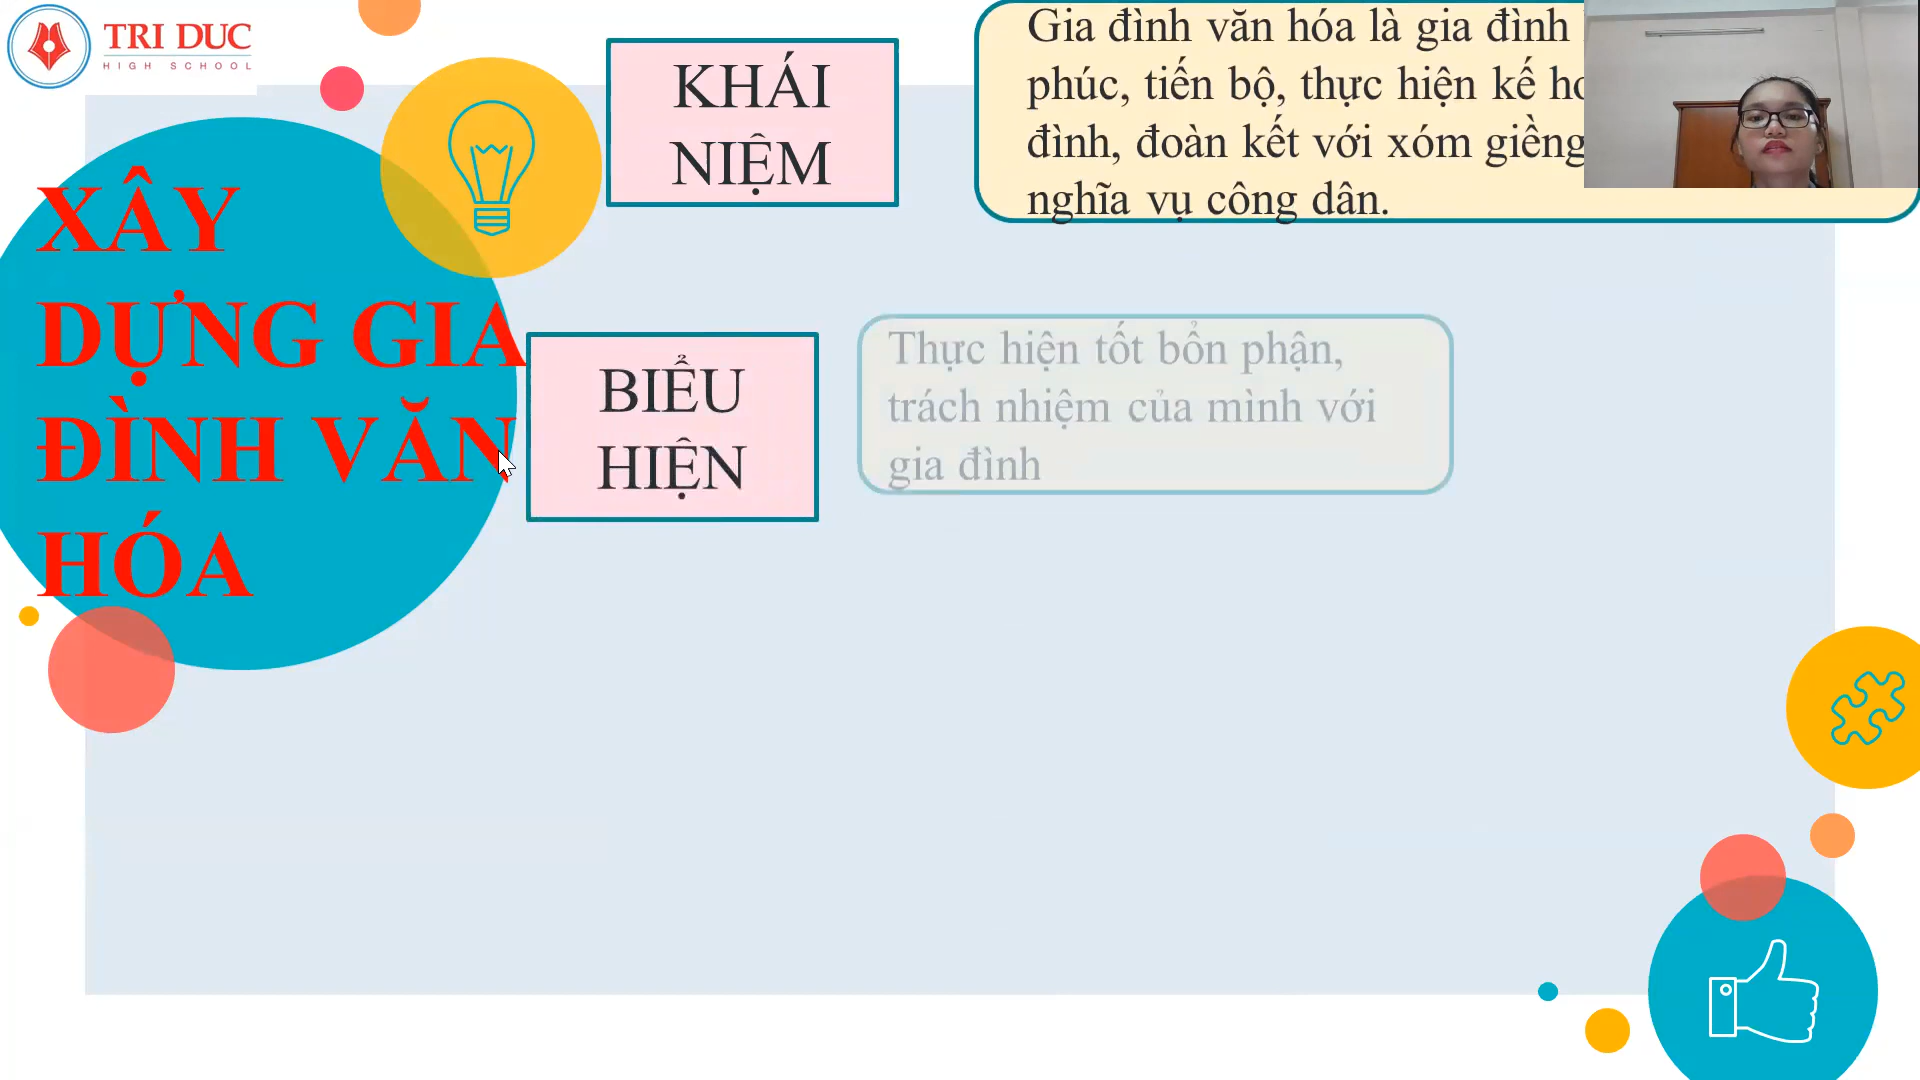 TRI DUC
HIGH SCHOOL
XÂY
DỰNG GIA
ĐÌNH VĂN
HÓA
KHÁI
NIỆM
Gia đình văn hóa là gia đình
phúc, tiến bộ, thực hiện kế
đình, đoàn kết với xóm giềng
nghĩa vụ công dân.
BIỂU
HIỆN
Thực hiện tốt bổn phận,
trách nhiệm của mình với
gia đình